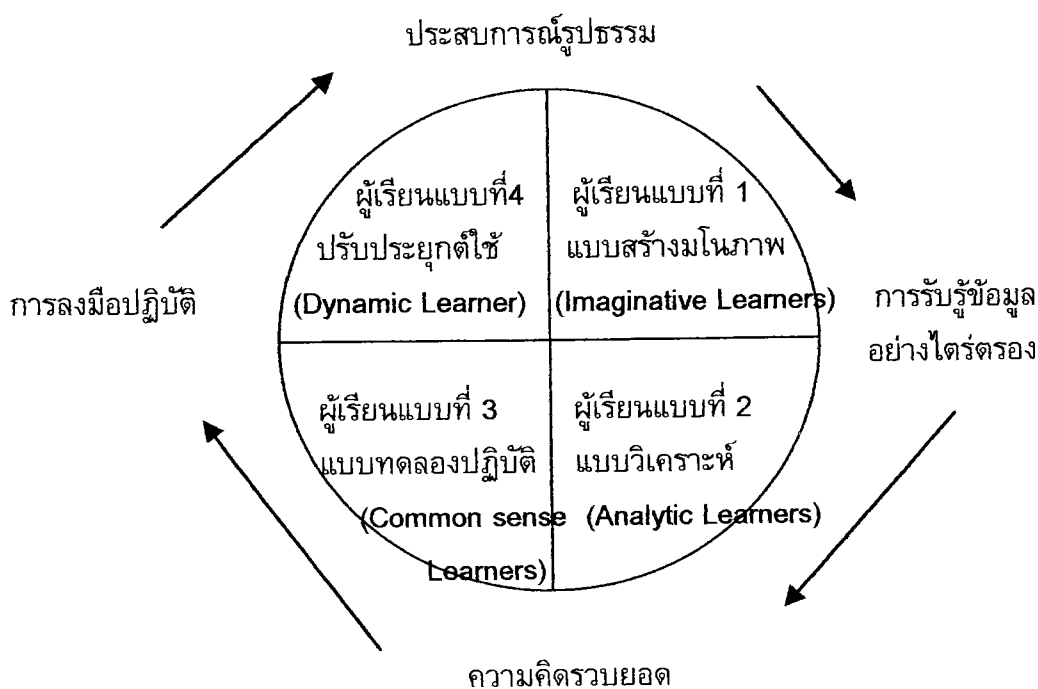 ประสบการณ์รูปธรรม
ผู้เรียนแบบที่4
ปรับประยุกต์ใช้
(Dynamic Learner)
ผู้เรียนแบบที่ 1
แบบสร้างมโนภาพ
(Imaginative Learners)
การลงมือปฏิบัติ
การรับรู้ข้อมูล
อย่างไตร่ตรอง
ผู้เรียนแบบที่ 3
แบบทดลองปฏิบัติ
(Common sense
Learners)
ผู้เรียนแบบที่ 2
แบบวิเคราะห์
(Analytic Learners)
ความคิดรวบยอด